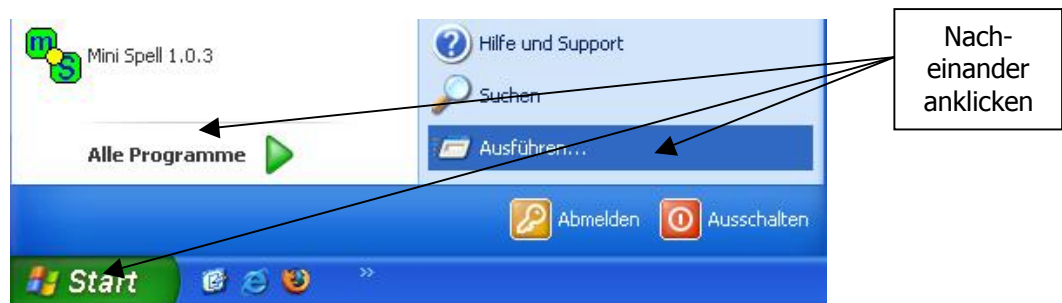 Mini Spell 1.0.3
Alle Programme
Hilfe und Support
Suchen
Ausführen...
Abmelden
Ausschalten
Start
»
Nach-
einander
anklicken